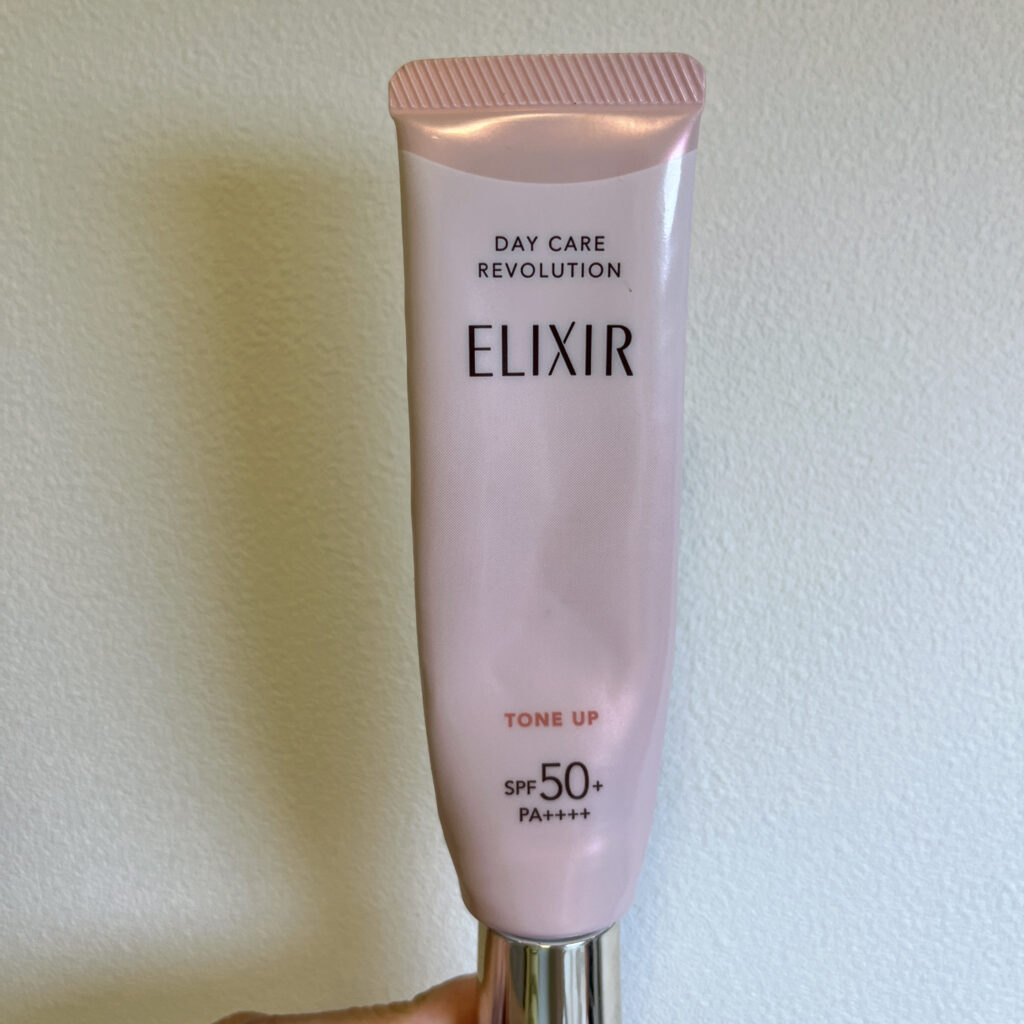 DAY CARE
REVOLUTION
ELIXIR
TONE UP
SPF50+
PA++++